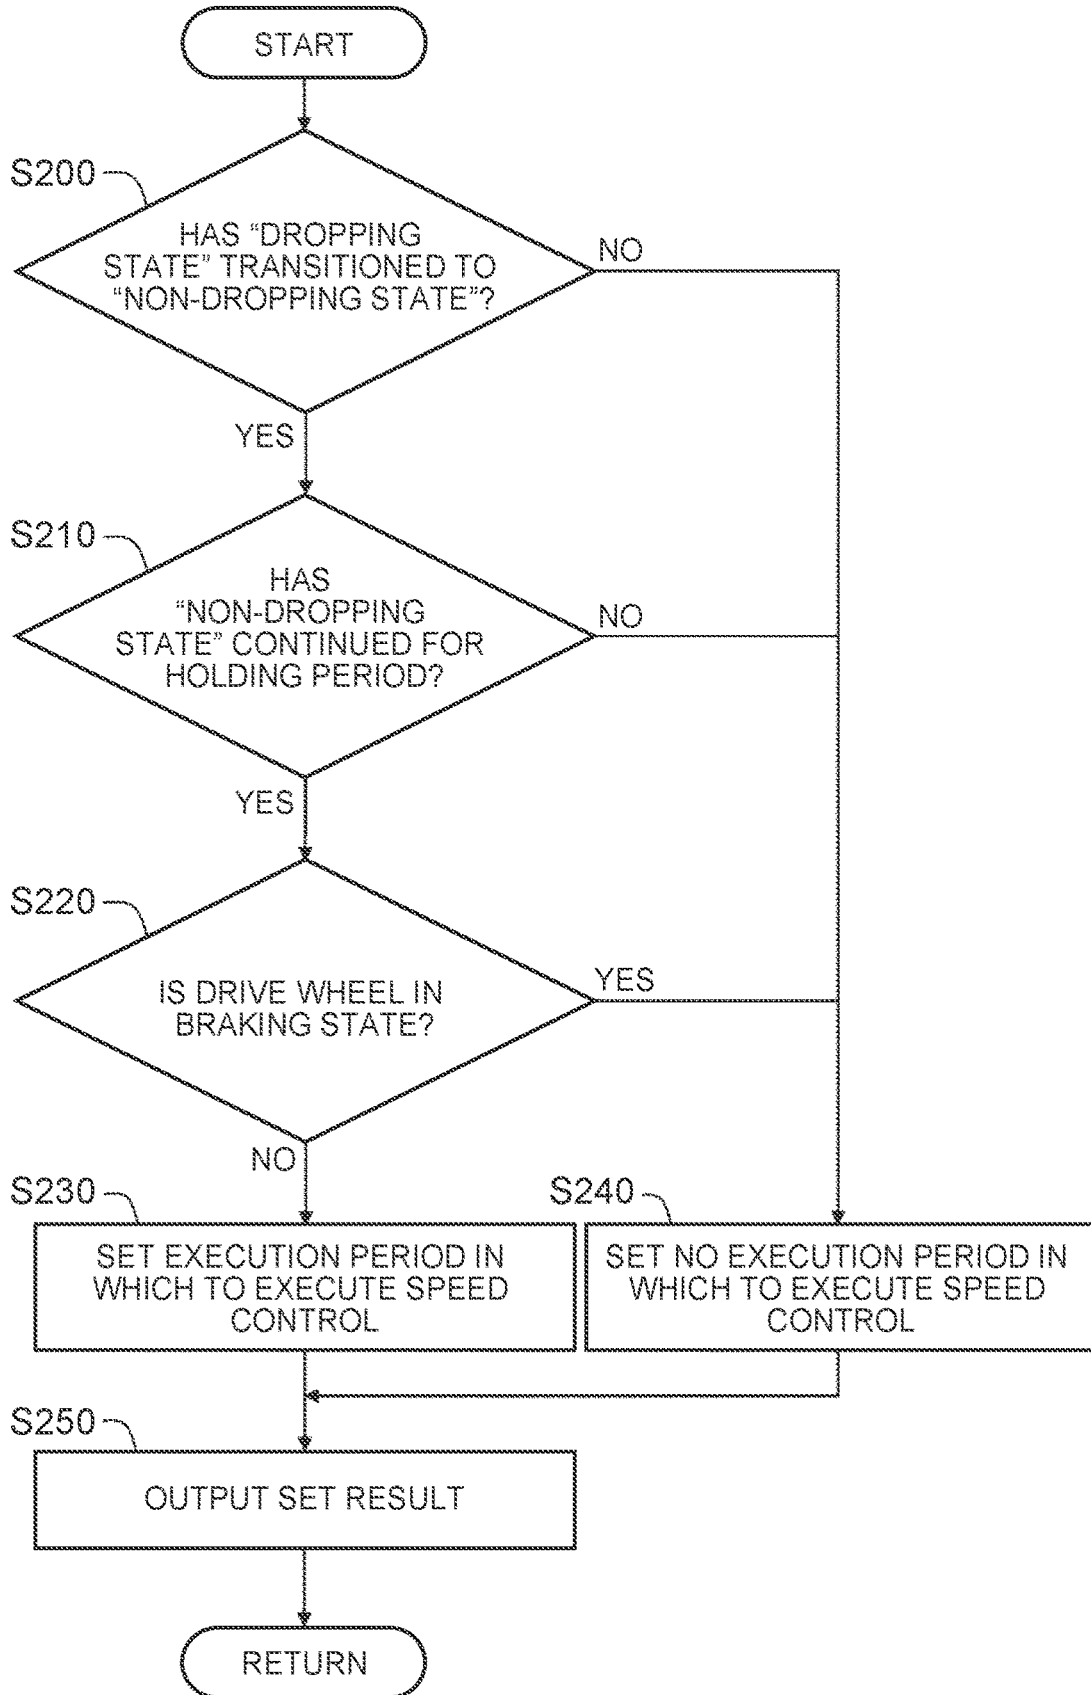 START
S200
HAS “DROPPING
STATE” TRANSITIONED TO
“NON-DROPPING STATE”?
NO
YES
S210
HAS
“NON-DROPPING
STATE” CONTINUED FOR
HOLDING PERIOD?
NO
YES
S220
IS DRIVE WHEEL IN
BRAKING STATE?
YES
NO
S230
SET EXECUTION PERIOD IN
WHICH TO EXECUTE SPEED
CONTROL
S240
SET NO EXECUTION PERIOD IN
WHICH TO EXECUTE SPEED
CONTROL
S250
OUTPUT SET RESULT
RETURN